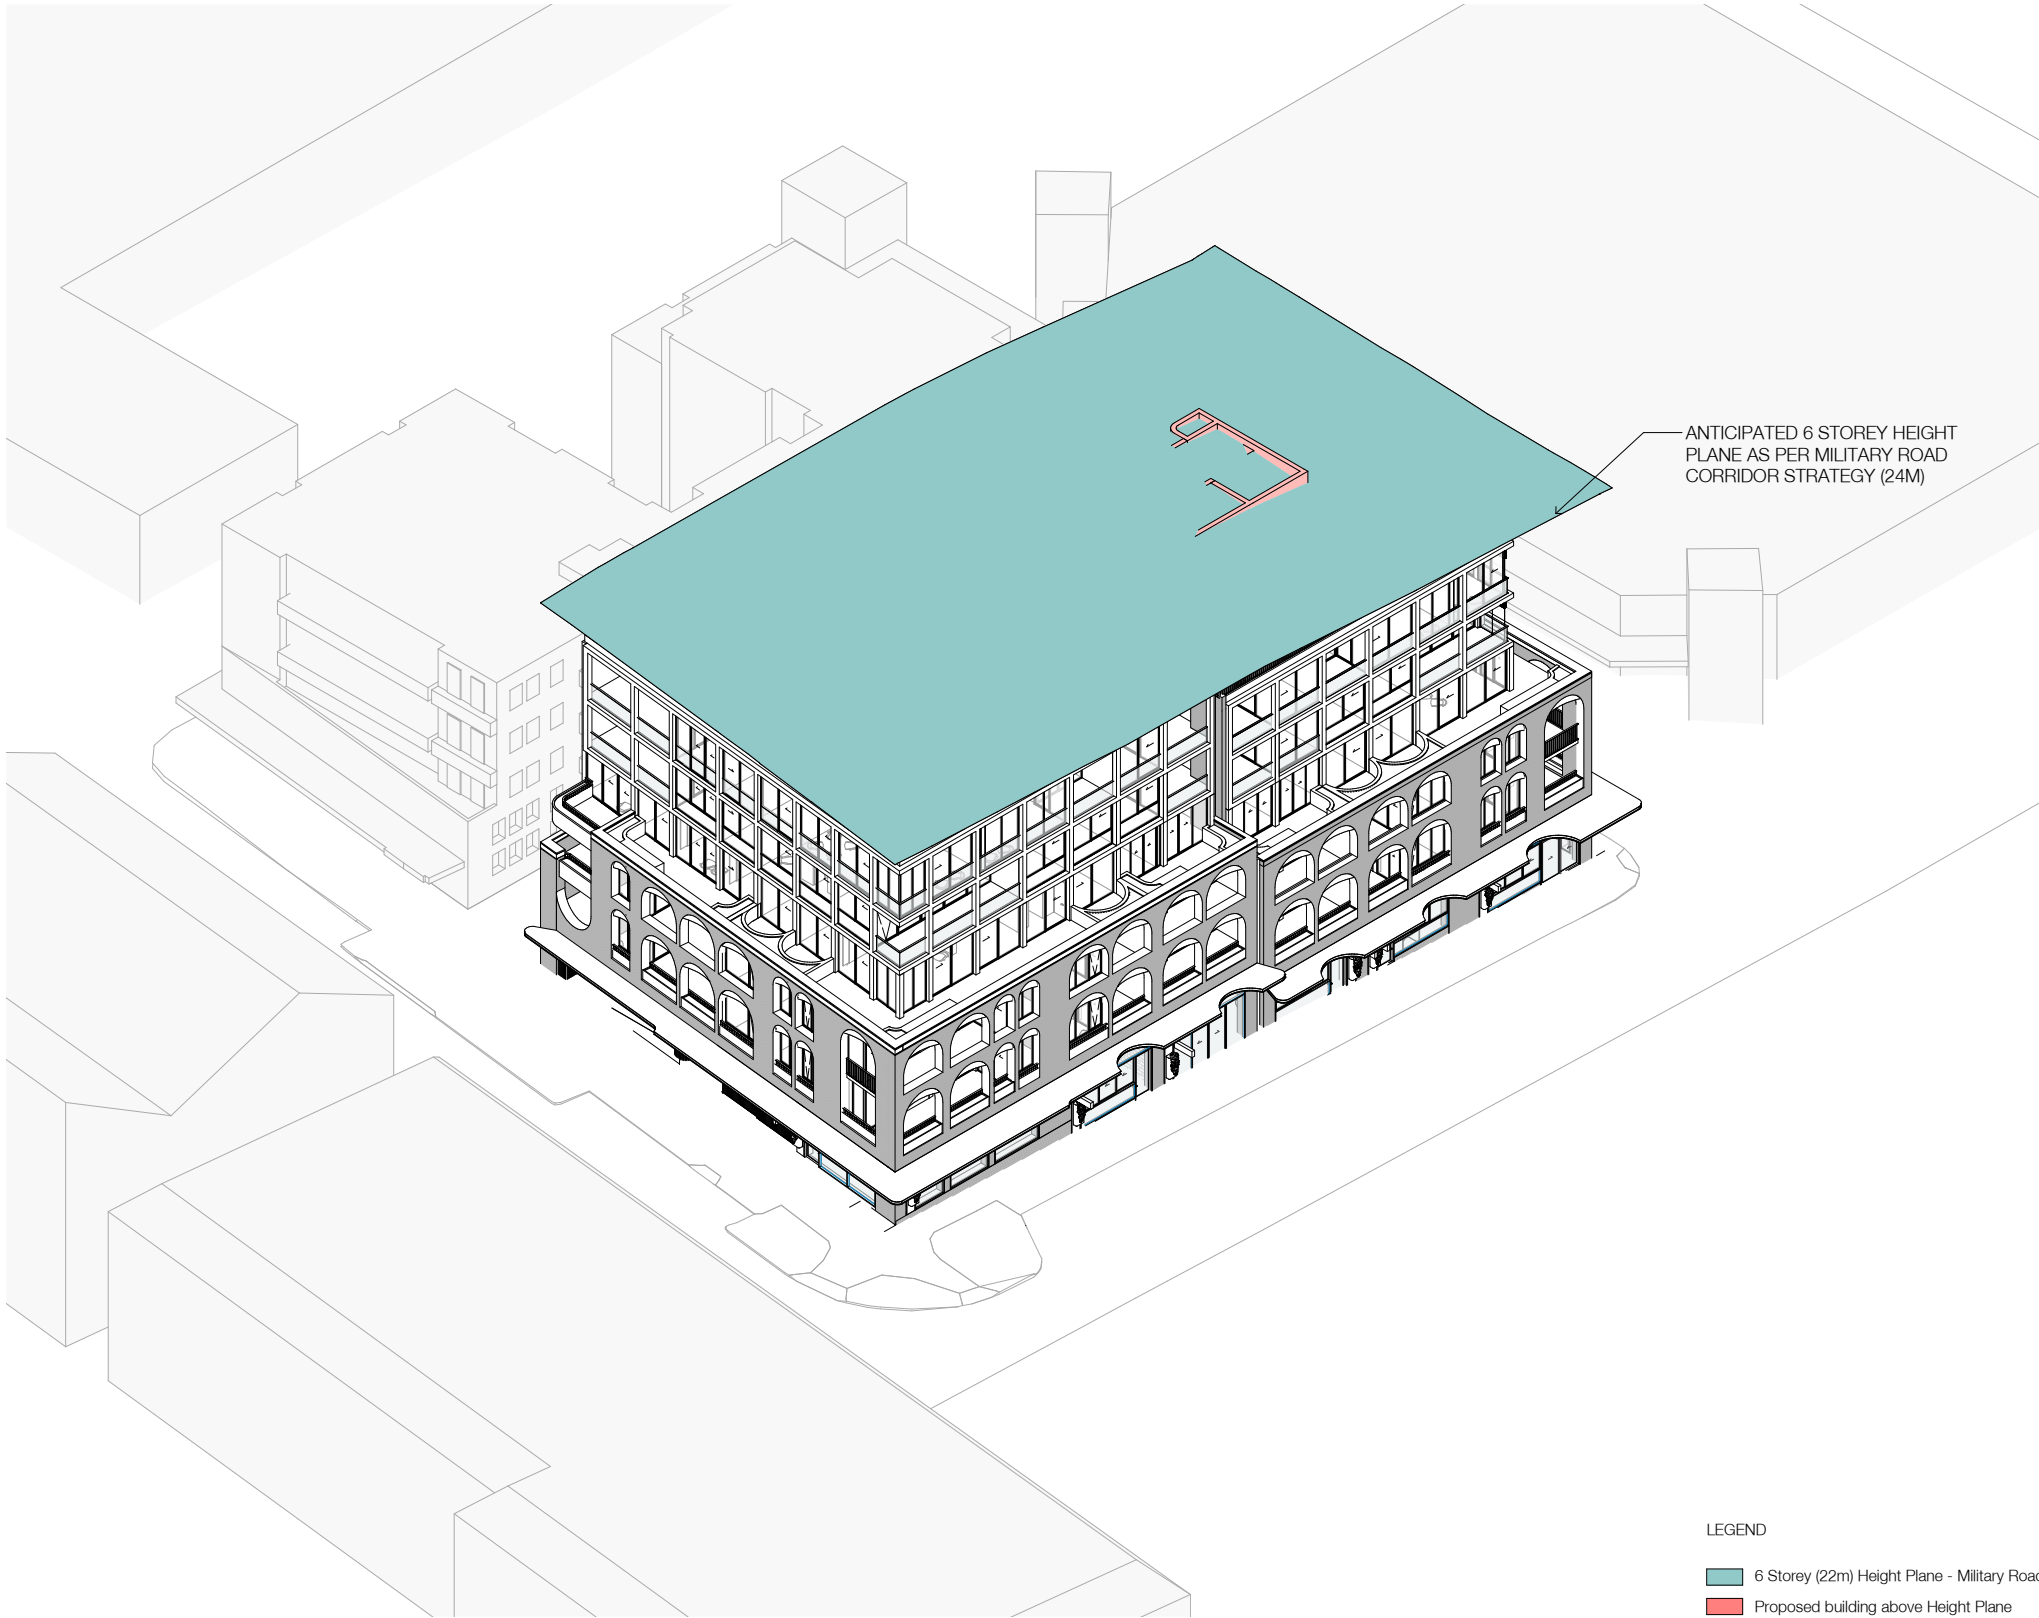 ANTICIPATED 6 STOREY HEIGHT
PLANE AS PER MILITARY ROAD
CORRIDOR STRATEGY (24M)
LEGEND
6 Storey (22m) Height Plane - Military Road
Proposed building above Height Plane